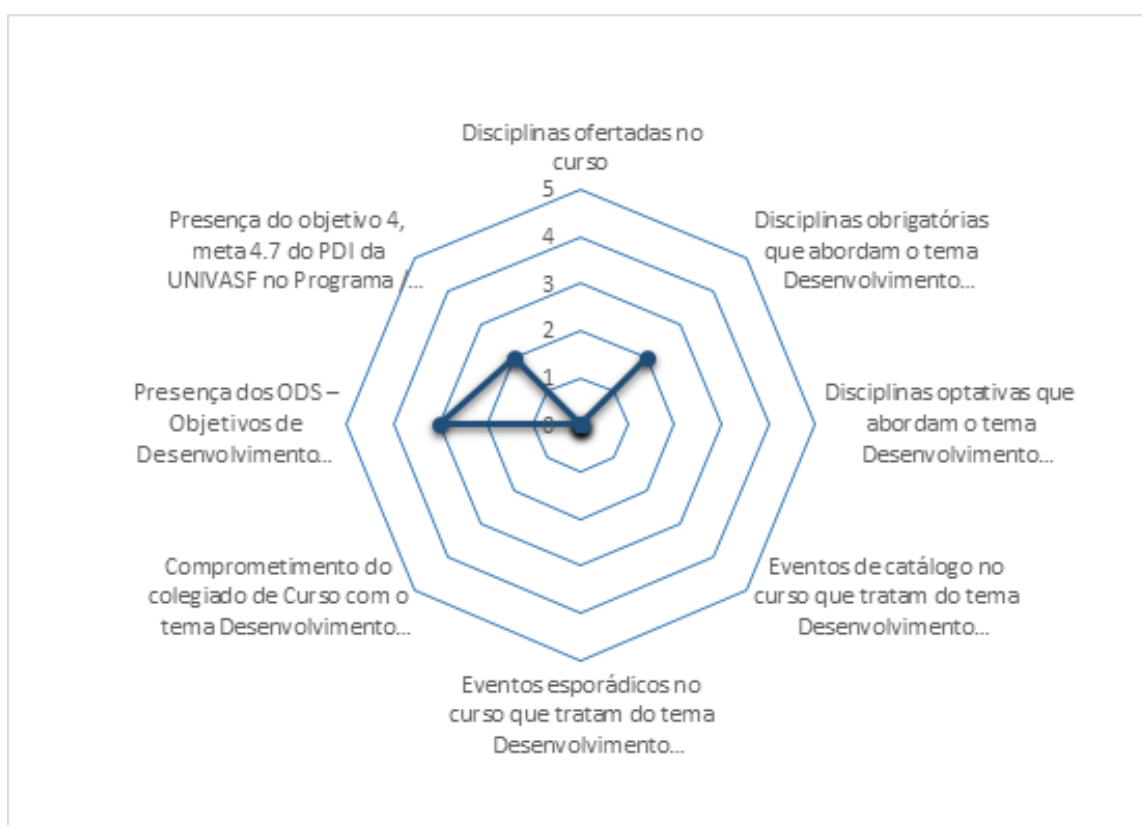 Disciplinas ofertadas no
curso
5
4
3
2
1
0
Disciplinas obrigatórias
que abordam o tema
Desenvolvimento...
Disciplinas optativas que
abordam o tema
Desenvolvimento...
Eventos de catálogo no
curso que tratam do tema
Desenvolvimento...
Eventos esporádicos no
curso que tratam do tema
Desenvolvimento...
Comprometimento do
colegiado de Curso com o
tema Desenvolvimento...
Presença dos ODS –
Objetivos de
Desenvolvimento...
Presença do objetivo 4,
meta 4.7 do PDI da
UNIVASF no Programa /...